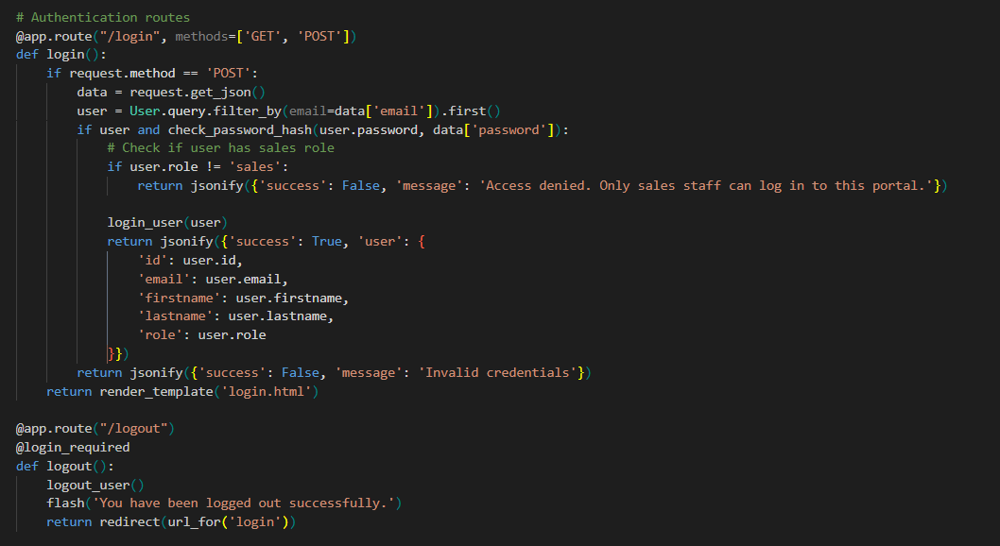 # Authentication routes
@app.route("/login", methods=['GET', 'POST'])
def login():
    if request.method == 'POST':
        data = request.get_json()
        user = User.query.filter_by(email=data['email']).first()
        if user and check_password_hash(user.password, data['password']):
            # Check if user has sales role
            if user.role != 'sales':
                return jsonify({'success': False, 'message': 'Access denied. Only sales staff can log in to this portal.'})

            login_user(user)
            return jsonify({'success': True, 'user': {
                'id': user.id,
                'email': user.email,
                'firstname': user.firstname,
                'lastname': user.lastname,
                'role': user.role
            }})
        return jsonify({'success': False, 'message': 'Invalid credentials'})
    return render_template('login.html')

@app.route("/logout")
@login_required
def logout():
    logout_user()
    flash('You have been logged out successfully.')
    return redirect(url_for('login'))